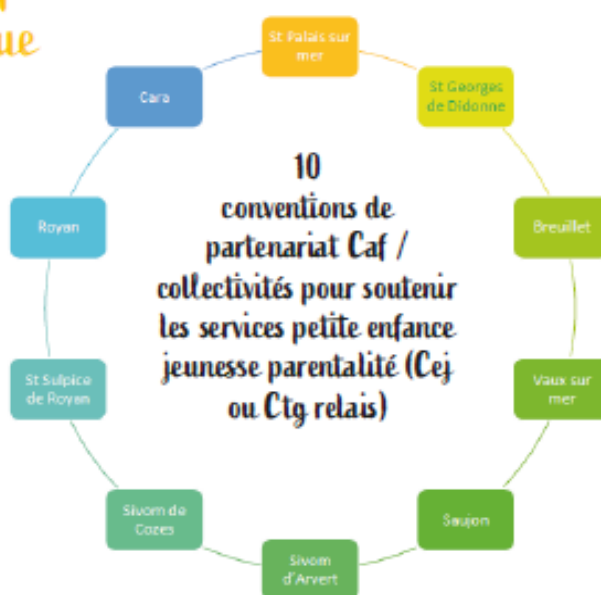 ue
St Palais sur
mer
St Georges
de Didonne
Breuillet
Vaux sur
mer
Saujon
Sivom
d'Arvert
Sivom de
Cozes
St Sulpice
de Royan
Royan
Cara
10
conventions de
partenariat Caf /
collectivités pour soutenir
les services petite enfance
jeunesse parentalité (Cej
ou Ctg relais)